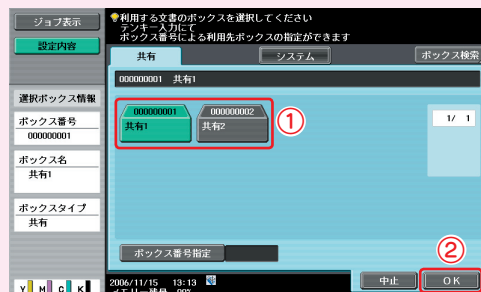 ジョブ表示
設定内容
利用する文書のボックスを選択してください
テンキー入力にて
ボックス番号による利用先ボックスの指定ができます
共有
システム
ボックス検索
000000001 共有1
選択ボックス情報
ボックス番号
000000001
ボックス名
共有1
ボックスタイプ
共有
000000001
共有1
000000002
共有2
①
1/ 1
ボックス番号指定
②
2006/11/15 13:13
中止
OK
Y M C K